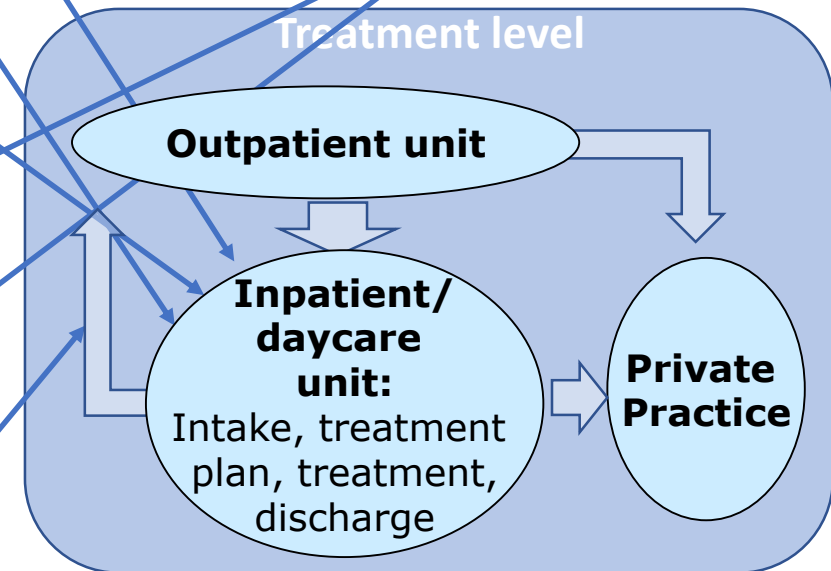 Treatment level
Outpatient unit
Inpatient/
daycare
unit:
Intake, treatment
plan, treatment,
discharge
Private
Practice